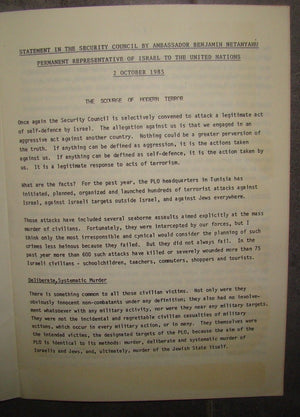 STATEMENT IN THE SECURITY COUNCIL BY AMBASSADOR BENJAMIN NETANYAHU
PERMANENT REPRESENTATIVE OF ISRAEL TO THE UNITED NATIONS
2 OCTOBER 1985
THE SCOURGE OF MODERN TERROR
Once again the Security Council is selectively convened to attack a legitimate act
of self-defence by Israel. The allegation against us is that we engaged in an
aggressive act against another country. Nothing could be a greater perversion of
the truth. If anything can be defined as aggression, it is the actions taken
against us. If anything can be defined as self-defence, it is the action taken by
us. It is a legitimate response to acts of terrorism.
What are the facts? For the past year, the PLO headquarters in Tunisia has
initiated, planned, organized and launched hundreds of terrorist attacks against
Israel, against Israeli targets outside Israel, and against Jews everywhere.
Those attacks have included several seaborne assaults aimed explicitly at the mass
murder of civilians. Fortunately, they were intercepted by our forces, but I
think only the most irresponsible and cynical would consider the planning of such
crimes less heinous because they failed. But they did not always fail. In the
past year more than 600 such attacks have killed or severely wounded more than 75
Israeli civilians - schoolchildren, teachers, commuters, shoppers and tourists.
Deliberate, Systematic Murder
There is something common to all those civilian victims. Not only were they
obviously innocent non-combatants under any definition; they also had no involve-
ment whatsoever with any military activity, nor were they near any military targets.
They were not the incidental and regrettable civilian casualties of military
actions, which occur in every military action, or in many. They themselves were
the intended victims, the designated targets of the PLO, because the aim of the
PLO is identical to its methods: murder, deliberate and systematic murder of
Israelis and Jews, and, ultimately, murder of the Jewish State itself.